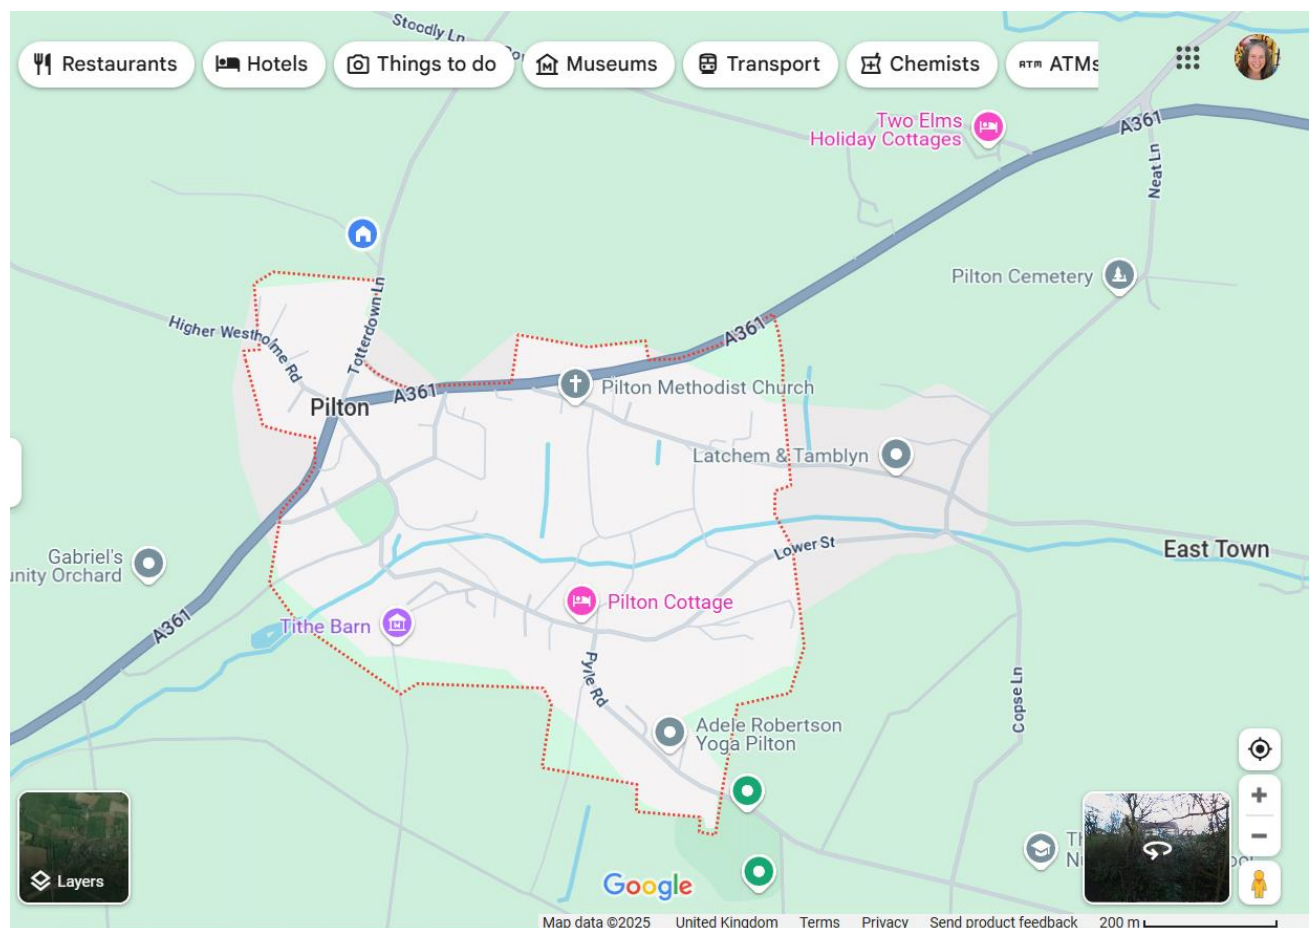 Stoodly Ln
Restaurants
Hotels
Things to do
Museums
Transport
Chemists
ATM
ATMs
Two Elms
Holiday Cottages
A361
Neat Ln
Pilton Cemetery
Higher Westholme Rd
Totterdown Ln
A361
A361
Pilton
Pilton Methodist Church
Latchem & Tamblyn
Lower St
East Town
Gabriel's
unity Orchard
Pilton Cottage
Tithe Barn
A361
Pyle Rd
Copse Ln
Adele Robertson
Yoga Pilton
Layers
Google
Map data ©2025 United Kingdom Terms Privacy Send product feedback 200 m